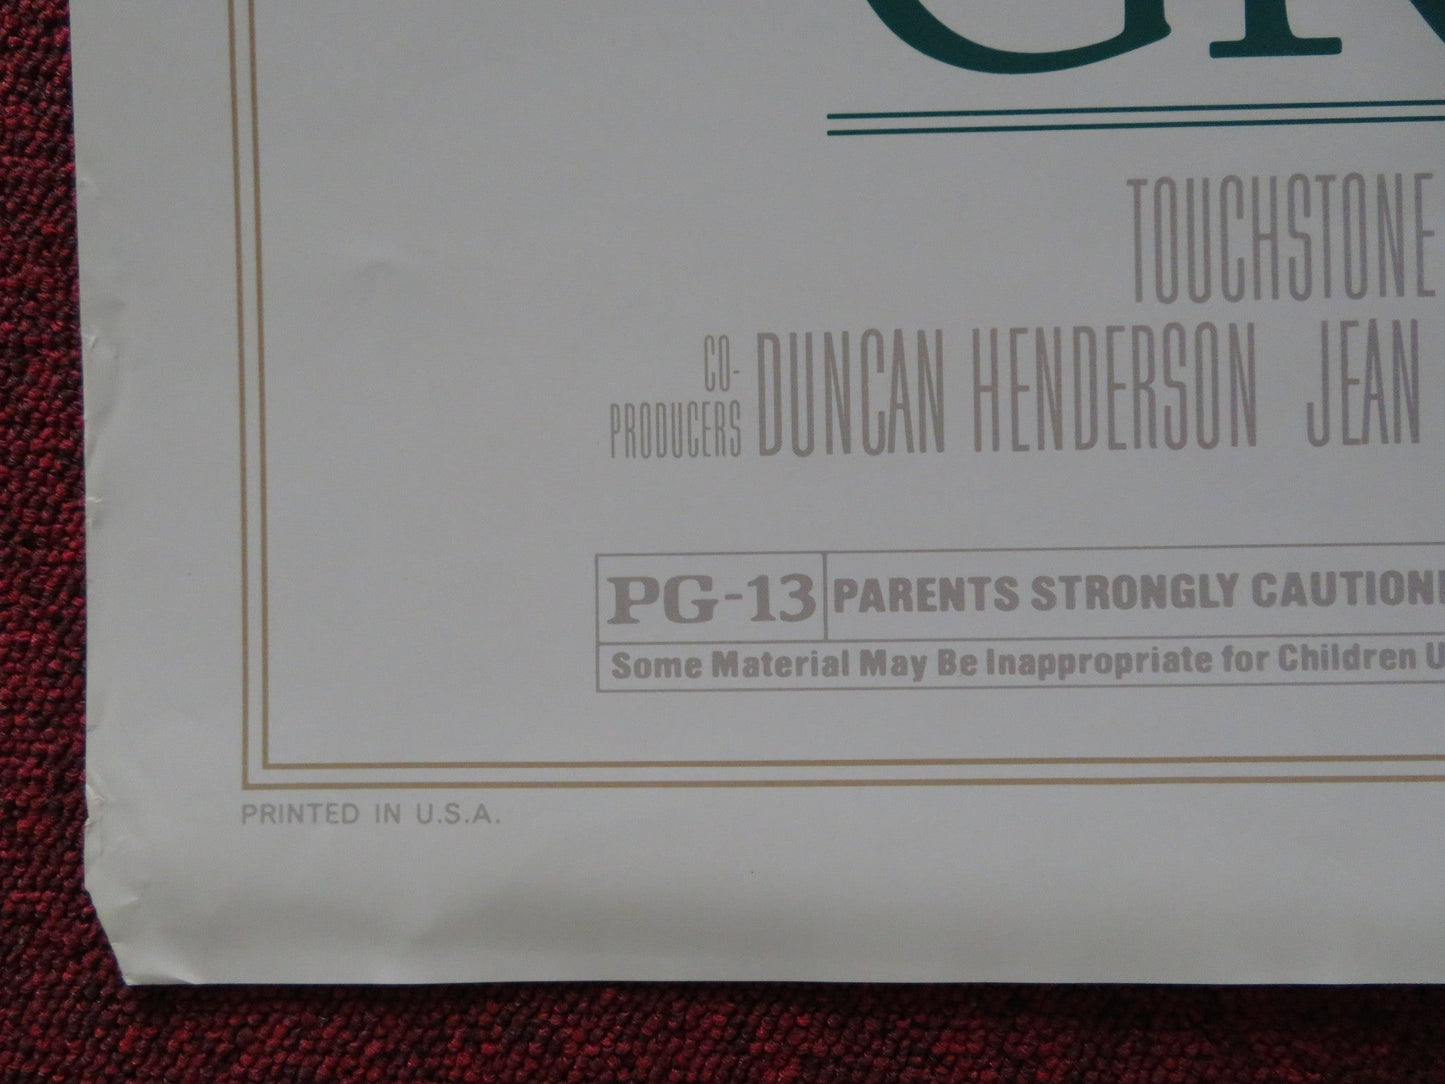 TOUCHSTONE
CO-
PRODUCERS DUNCAN HENDERSON JEAN
PG-13 PARENTS STRONGLY
Some Material May Be Inappropriate for Children
PRINTED IN U.S.A.